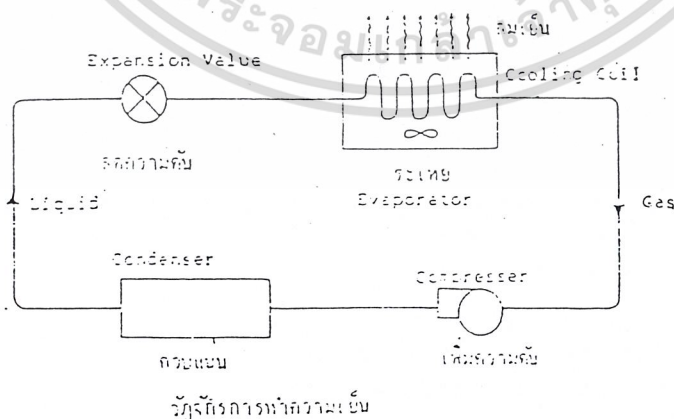 ลมเย็น
Expansion Value
Cooling Coil
ลดความดัน
ระเหย
Evaporator
Liquid
Gas
Condenser
Compresser
ควบแน่น
เพิ่มความดัน
วัฏจักรการทำความเย็น